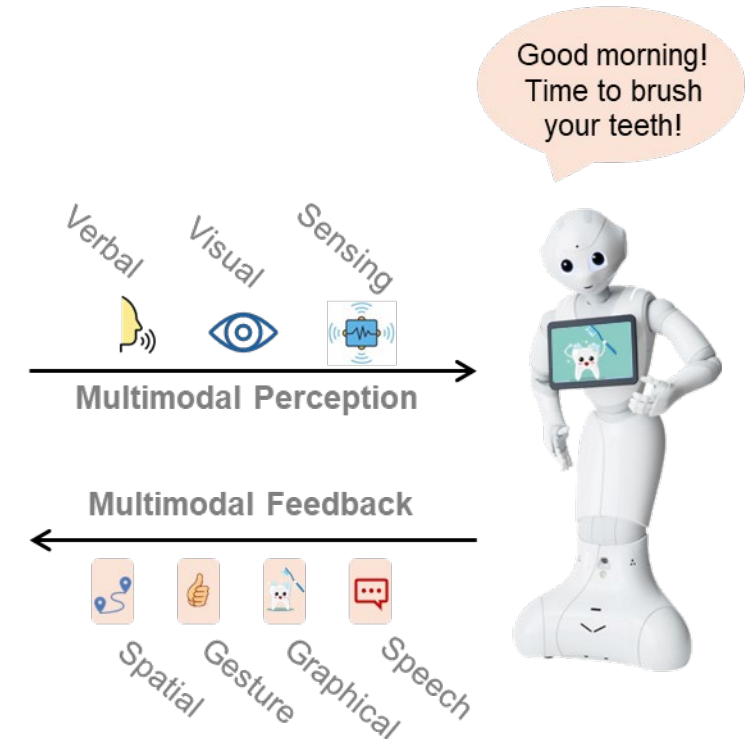 Good morning!
Time to brush
your teeth!
Verbal
Visual
Sensing
Multimodal Perception
Multimodal Feedback
Spatial
Gesture
Graphical
Speech